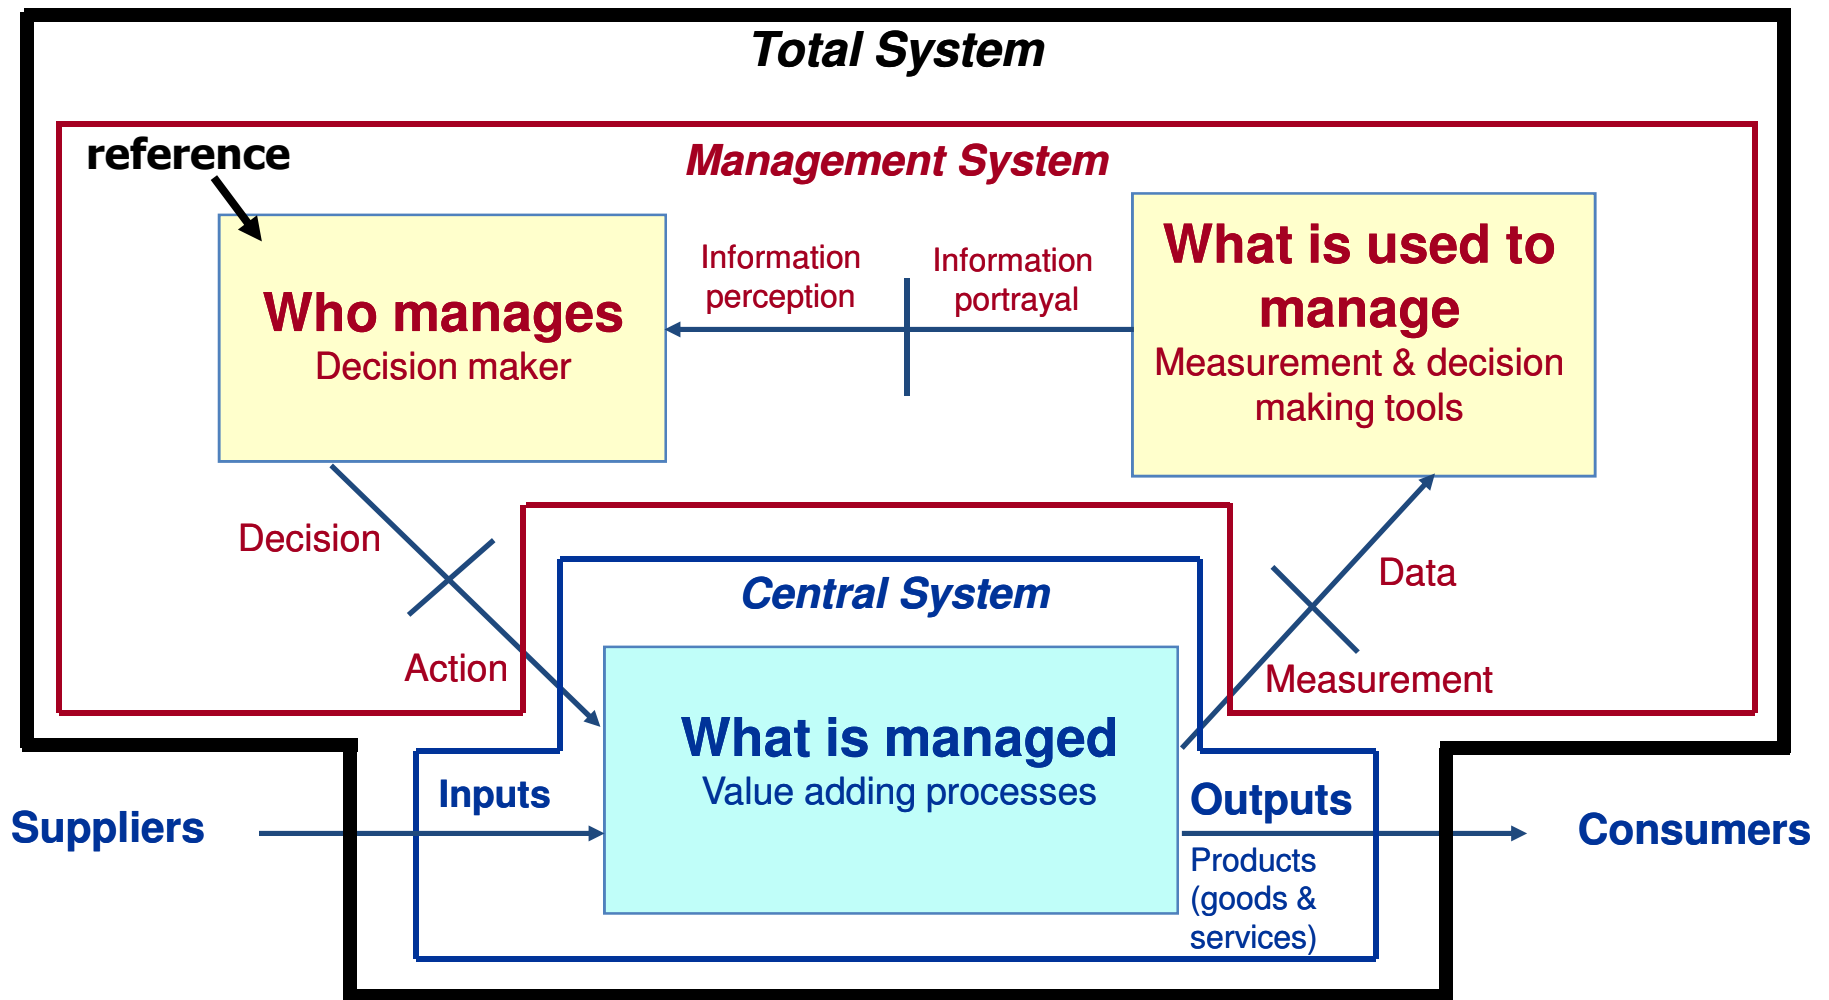 Total System
reference
Management System
Who manages
Decision maker
Information
perception
Information
portrayal
What is used to
manage
Measurement & decision
making tools
Decision
Action
Data
Measurement
Central System
What is managed
Value adding processes
Suppliers
Inputs
Outputs
Products
(goods &
services)
Consumers